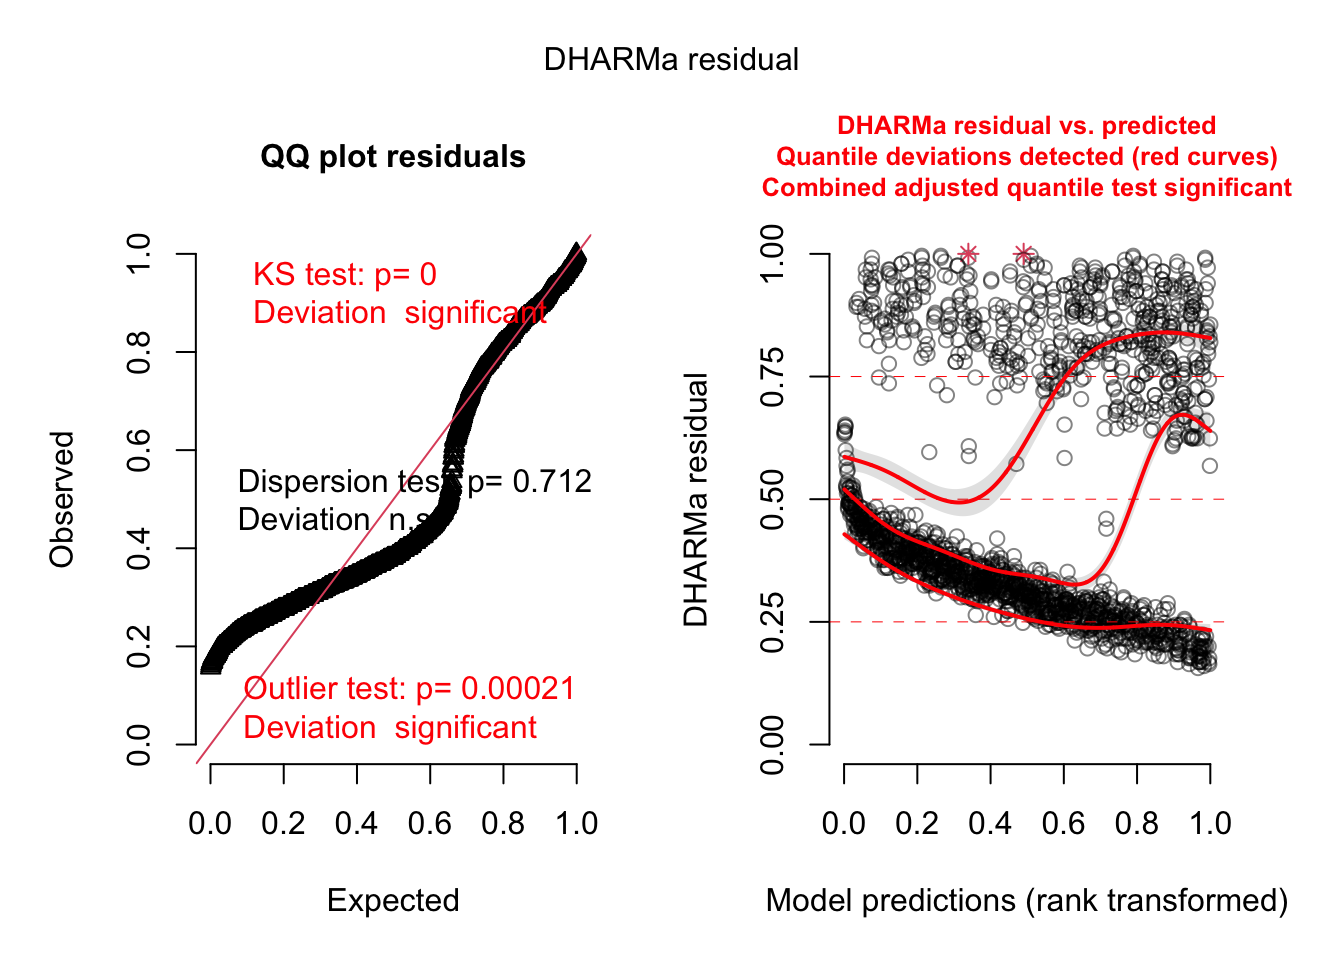 DHARMa residual
QQ plot residuals
KS test: p= 0
Deviation  significant
Dispersion test: p= 0.712
Deviation  n.s.
Outlier test: p= 0.00021
Deviation  significant
Observed
0.0 0.2 0.4 0.6 0.8 1.0
0.0 0.2 0.4 0.6 0.8 1.0
Expected
DHARMa residual vs. predicted
Quantile deviations detected (red curves)
Combined adjusted quantile test significant
DHARMa residual
0.00 0.25 0.50 0.75 1.00
0.0 0.2 0.4 0.6 0.8 1.0
Model predictions (rank transformed)